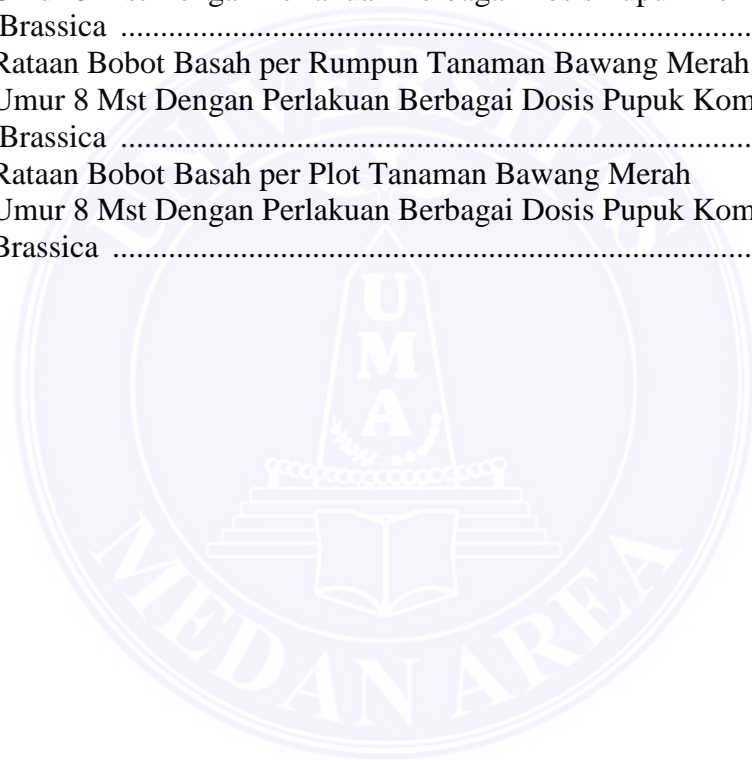 Brassica ........................................................................
Rataan Bobot Basah per Rumpun Tanaman Bawang Merah
Umur 8 Mst Dengan Perlakuan Berbagai Dosis Pupuk Kom
Brassica ........................................................................
Rataan Bobot Basah per Plot Tanaman Bawang Merah
Umur 8 Mst Dengan Perlakuan Berbagai Dosis Pupuk Kom
Brassica ........................................................................
UNIVERSITAS
UMA
MEDAN AREA